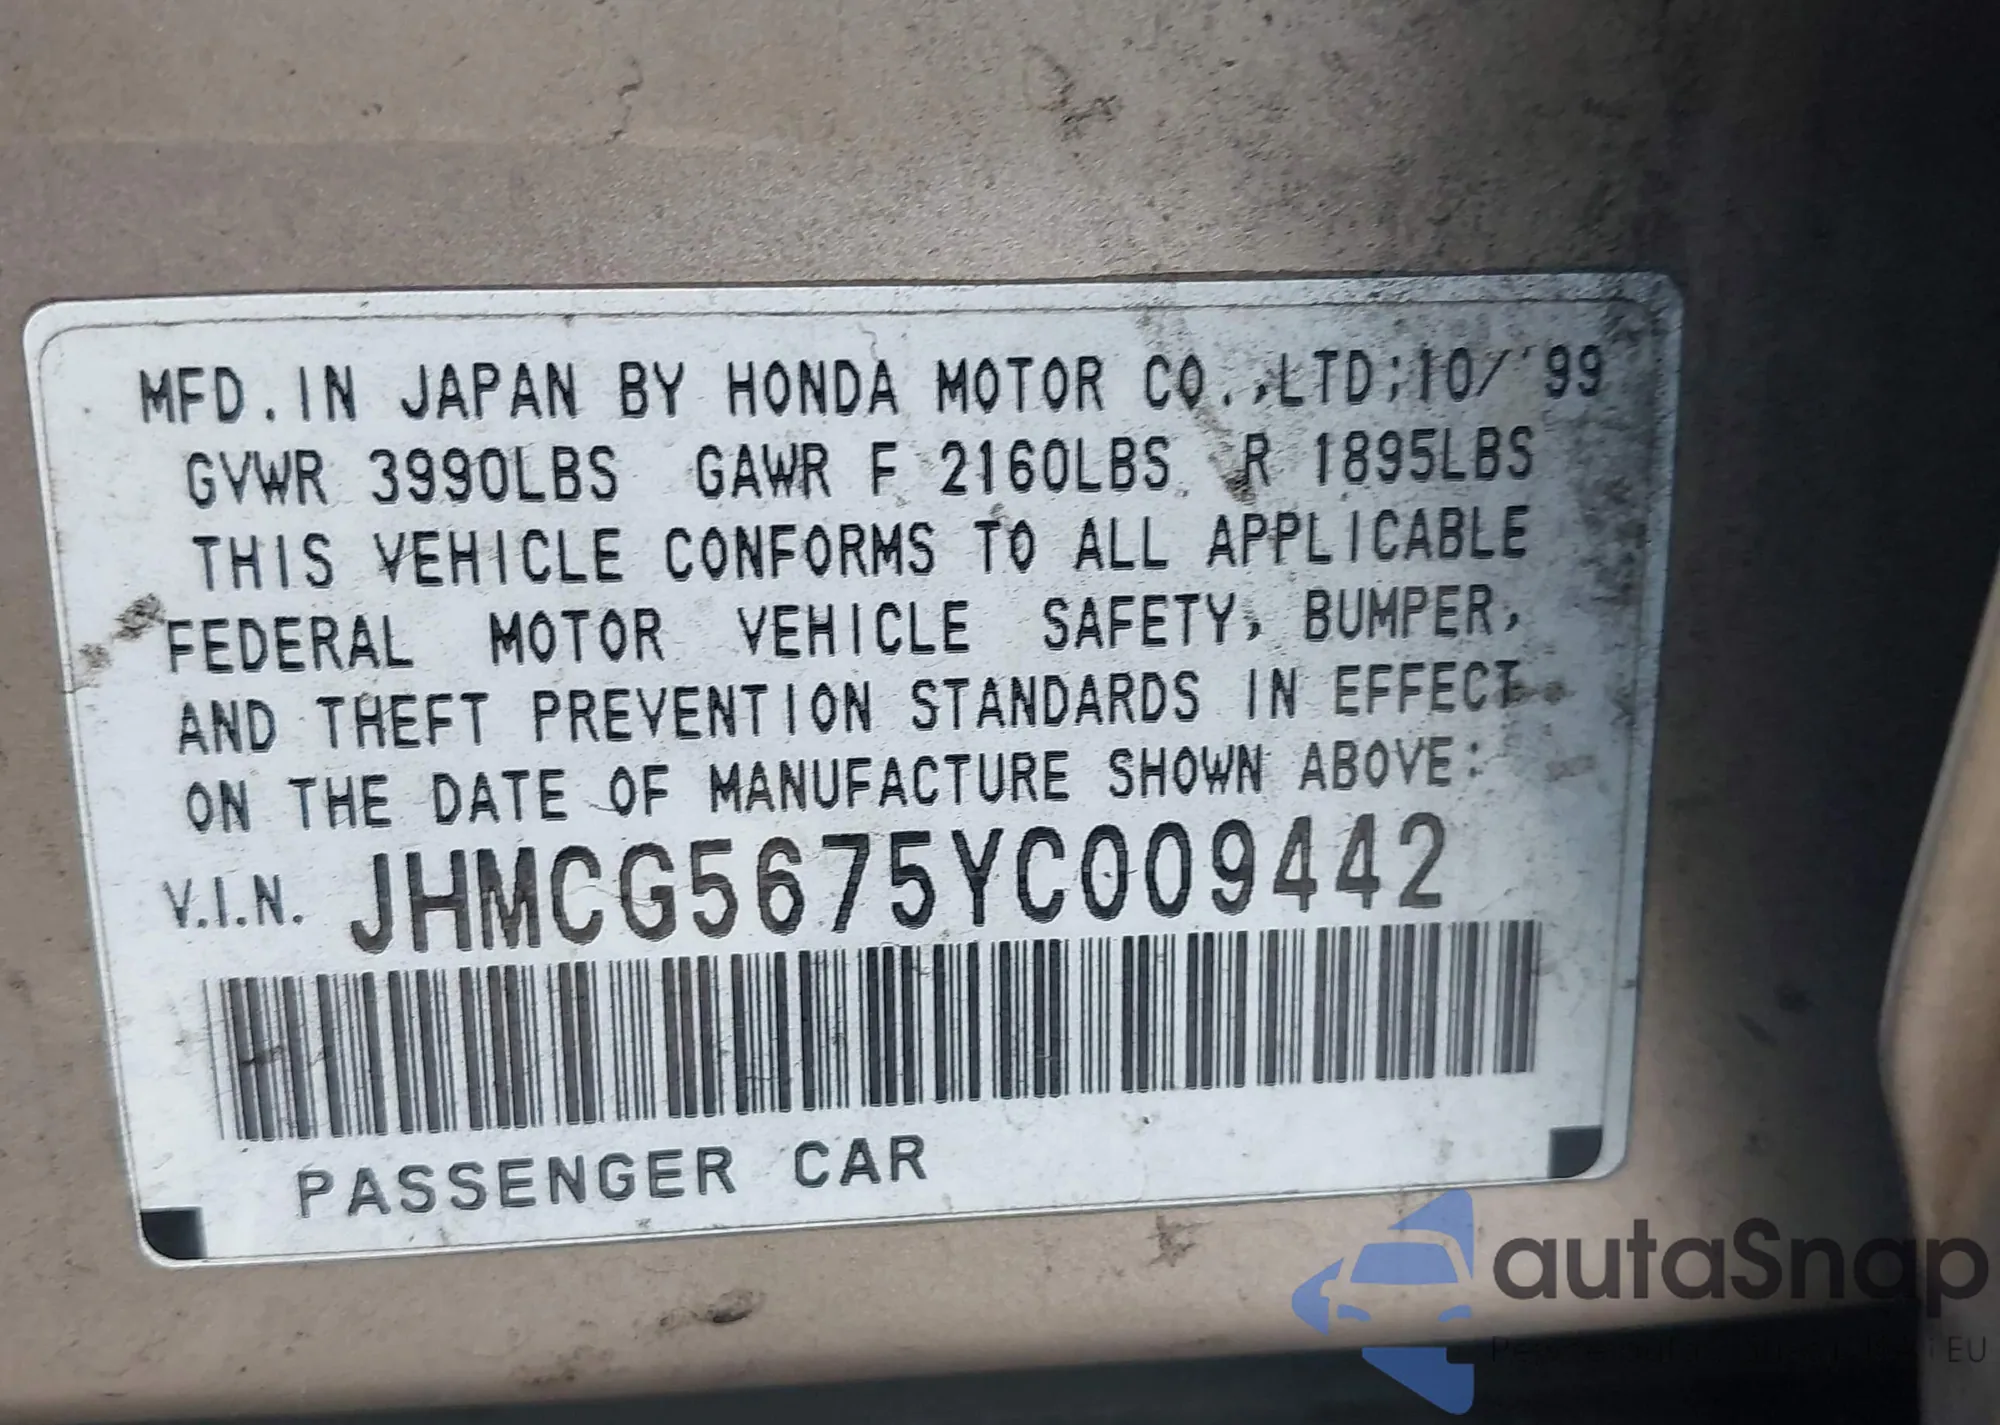 MFD.IN JAPAN BY HONDA MOTOR CO.,LTD;10/'99
GVWR 3990LBS GAWR F 2160LBS R 1895LBS
THIS VEHICLE CONFORMS TO ALL APPLICABLE
FEDERAL MOTOR VEHICLE SAFETY, BUMPER,
AND THEFT PREVENTION STANDARDS IN EFFECT
ON THE DATE OF MANUFACTURE SHOWN ABOVE:
V.I.N. JHMCG5675YC009442
PASSENGER CAR
autaSnap
i EU